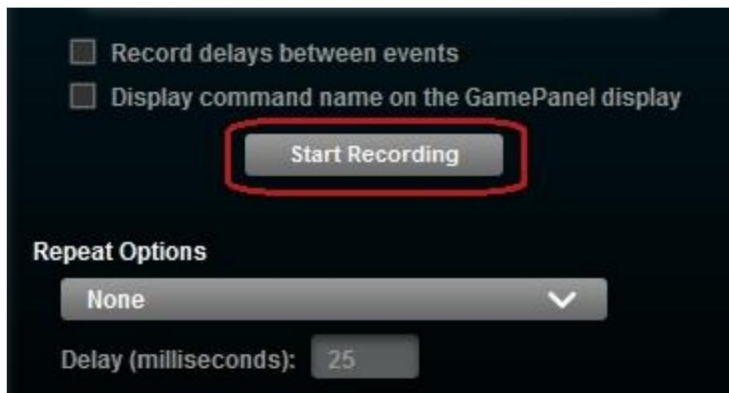 Record delays between events
Display command name on the GamePanel display
Start Recording
Repeat Options
None
Delay (milliseconds): 25